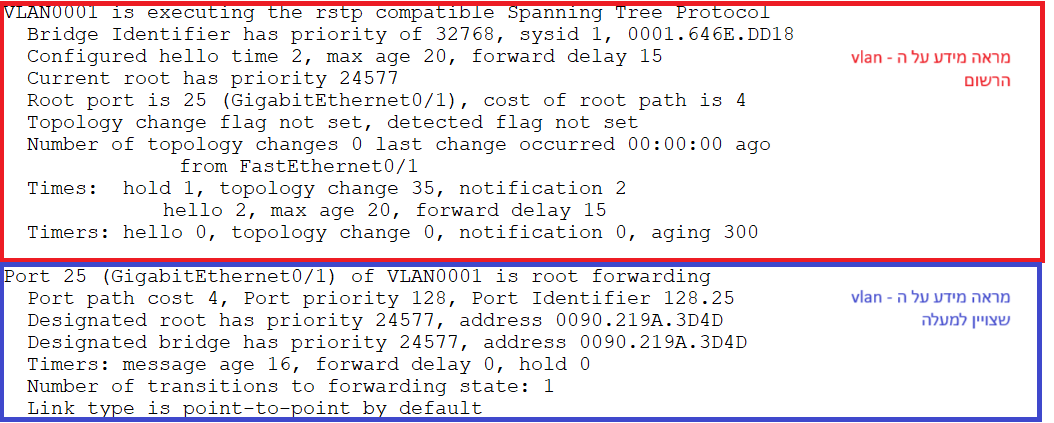 VLAN0001 is executing the rstp compatible Spanning Tree Protocol
Bridge Identifier has priority of 32768, sysid 1, 0001.646E.DD18
Configured hello time 2, max age 20, forward delay 15
Current root has priority 24577
Root port is 25 (GigabitEthernet0/1), cost of root path is 4
Topology change flag not set, detected flag not set
Number of topology changes 0 last change occurred 00:00:00 ago
from FastEthernet0/1
Times: hold 1, topology change 35, notification 2
hello 2, max age 20, forward delay 15
Timers: hello 0, topology change 0, notification 0, aging 300
מראה מידע על ה - vlan
הרשום
Port 25 (GigabitEthernet0/1) of VLAN0001 is root forwarding
Port path cost 4, Port priority 128, Port Identifier 128.25
Designated root has priority 24577, address 0090.219A.3D4D
Designated bridge has priority 24577, address 0090.219A.3D4D
Timers: message age 16, forward delay 0, hold 0
Number of transitions to forwarding state: 1
Link type is point-to-point by default
מראה מידע על ה - vlan
שצויין למעלה